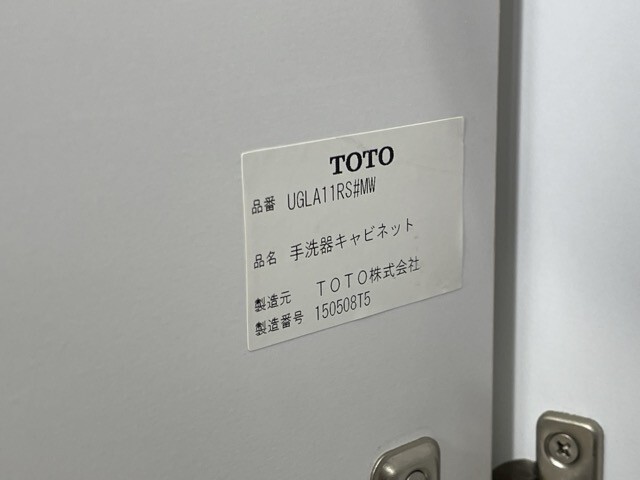 TOTO
品番 UGLA11RS#MW
品名 手洗器キャビネット
製造元 TOTO株式会社
製造番号 150508T5